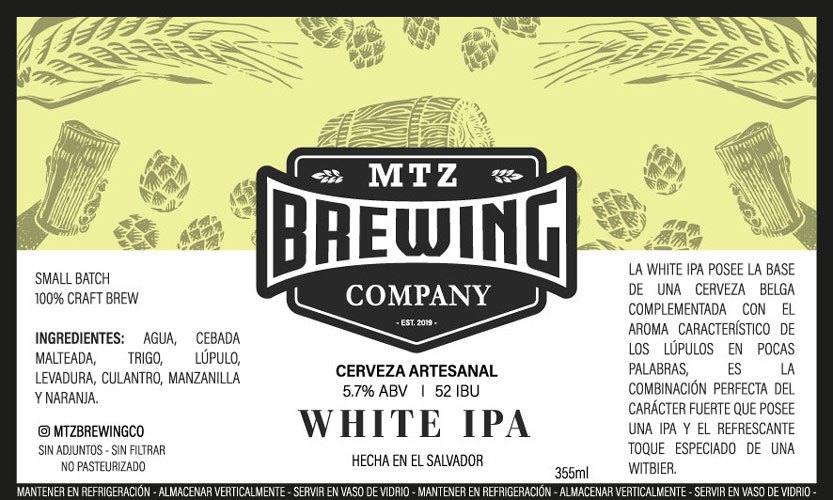 MTZ
BREWING
COMPANY
- EST. 2019 -
SMALL BATCH
100% CRAFT BREW
INGREDIENTES: AGUA, CEBADA
MALTEADA, TRIGO, LÚPULO,
LEVADURA, CULANTRO, MANZANILLA
Y NARANJA.
MTZBREWINGCO
SIN ADJUNTOS - SIN FILTRAR
NO PASTEURIZADO
CERVEZA ARTESANAL
5.7% ABV | 52 IBU
WHITE IPA
HECHA EN EL SALVADOR
355ml
LA WHITE IPA POSEE LA BASE
DE UNA CERVEZA BELGA
COMPLEMENTADA CON EL
AROMA CARACTERÍSTICO DE
LOS LÚPULOS EN POCAS
PALABRAS, ES LA
COMBINACIÓN PERFECTA DEL
CARÁCTER FUERTE QUE POSEE
UNA IPA Y EL REFRESCANTE
TOQUE ESPECIADO DE UNA
WITBIER.
MANTENER EN REFRIGERACIÓN - ALMACENAR VERTICALMENTE - SERVIR EN VASO DE VIDRIO - MANTENER EN REFRIGERACIÓN - ALMACENAR VERTICALMENTE - SERVIR EN VASO DE VIDRIO -